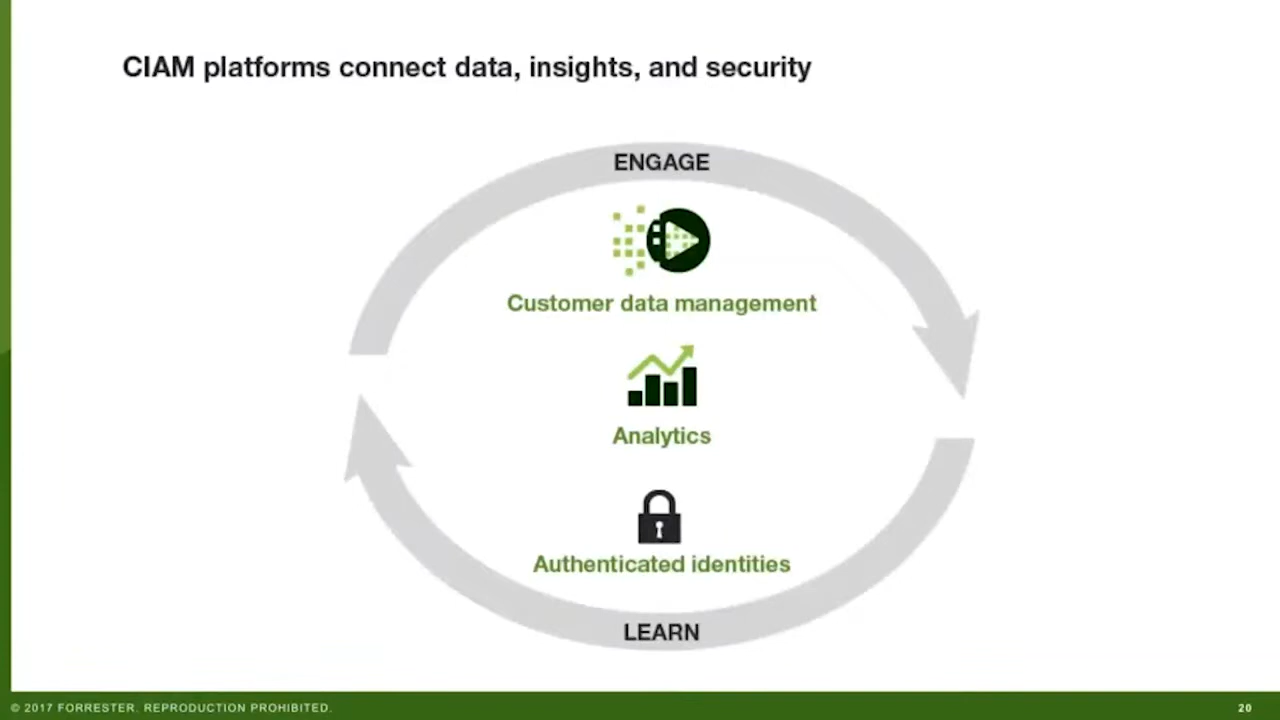 CIAM platforms connect data, insights, and security
ENGAGE
Customer data management
Analytics
Authenticated identities
LEARN
© 2017 FORRESTER. REPRODUCTION PROHIBITED.
20